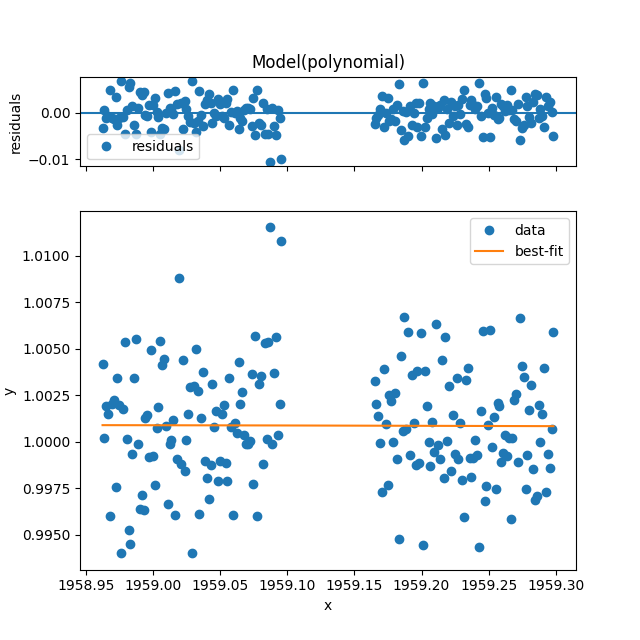 Model(polynomial)
residuals
0.00
−0.01
residuals
y
1.0100
1.0075
1.0050
1.0025
1.0000
0.9975
0.9950
data
best-fit
1958.95 1959.00 1959.05 1959.10 1959.15 1959.20 1959.25 1959.30
x